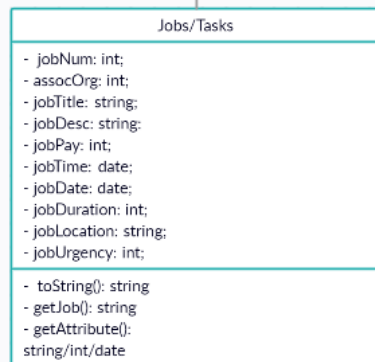 Jobs/Tasks
- jobNum: int;
- assocOrg: int;
- jobTitle: string;
- jobDesc: string:
- jobPay: int;
- jobTime: date;
- jobDate: date;
- jobDuration: int;
- jobLocation: string;
- jobUrgency: int;
- toString(): string
- getJob(): string
- getAttribute():
string/int/date